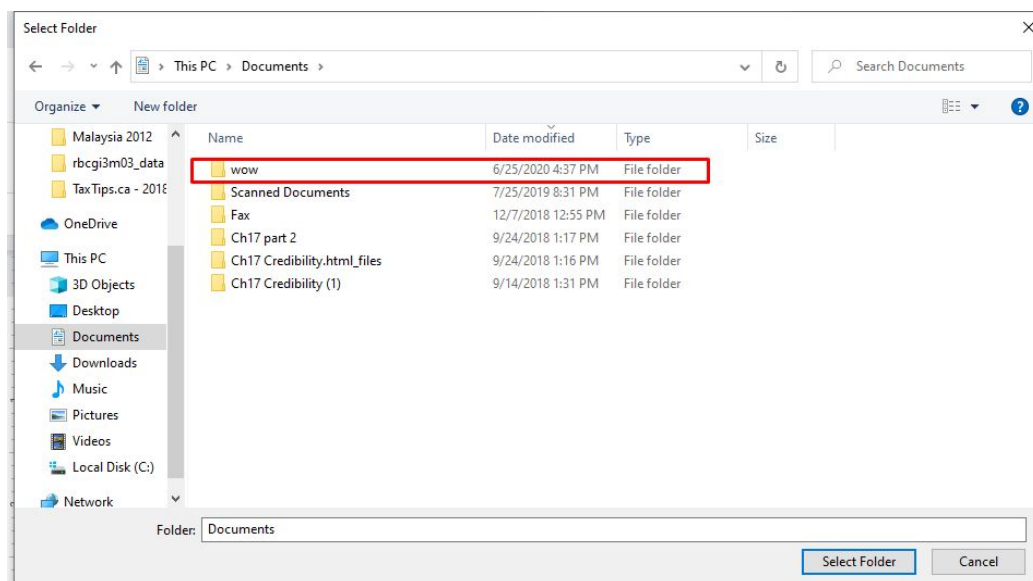 Select Folder
This PC > Documents >
Search Documents
Organize
New folder
Malaysia 2012
rbcgi3m03_data
TaxTips.ca - 2018
OneDrive
This PC
3D Objects
Desktop
Documents
Downloads
Music
Pictures
Videos
Local Disk (C:)
Network
Name Date modified Type Size
wow 6/25/2020 4:37 PM File folder
Scanned Documents 7/25/2019 8:31 PM File folder
Fax 12/7/2018 12:55 PM File folder
Ch17 part 2 9/24/2018 1:17 PM File folder
Ch17 Credibility.html_files 9/24/2018 1:16 PM File folder
Ch17 Credibility (1) 9/14/2018 1:31 PM File folder
Folder: Documents
Select Folder Cancel